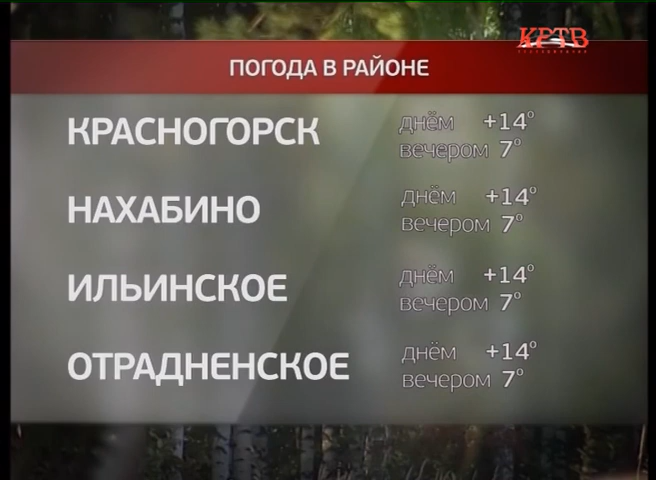 КРТВ
ПОГОДА В РАЙОНЕ
КРАСНОГОРСК
днём +14°
вечером 7°
НАХАБИНО
днём +14°
вечером 7°
ИЛЬИНСКОЕ
днём +14°
вечером 7°
ОТРАДНЕНСКОЕ
днём +14°
вечером 7°